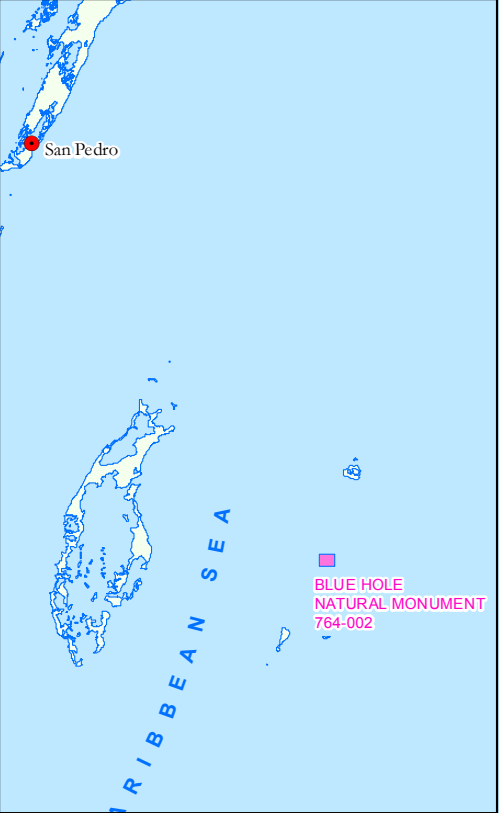 San Pedro
BLUE HOLE
NATURAL MONUMENT
764-002
RIBBEAN SEA